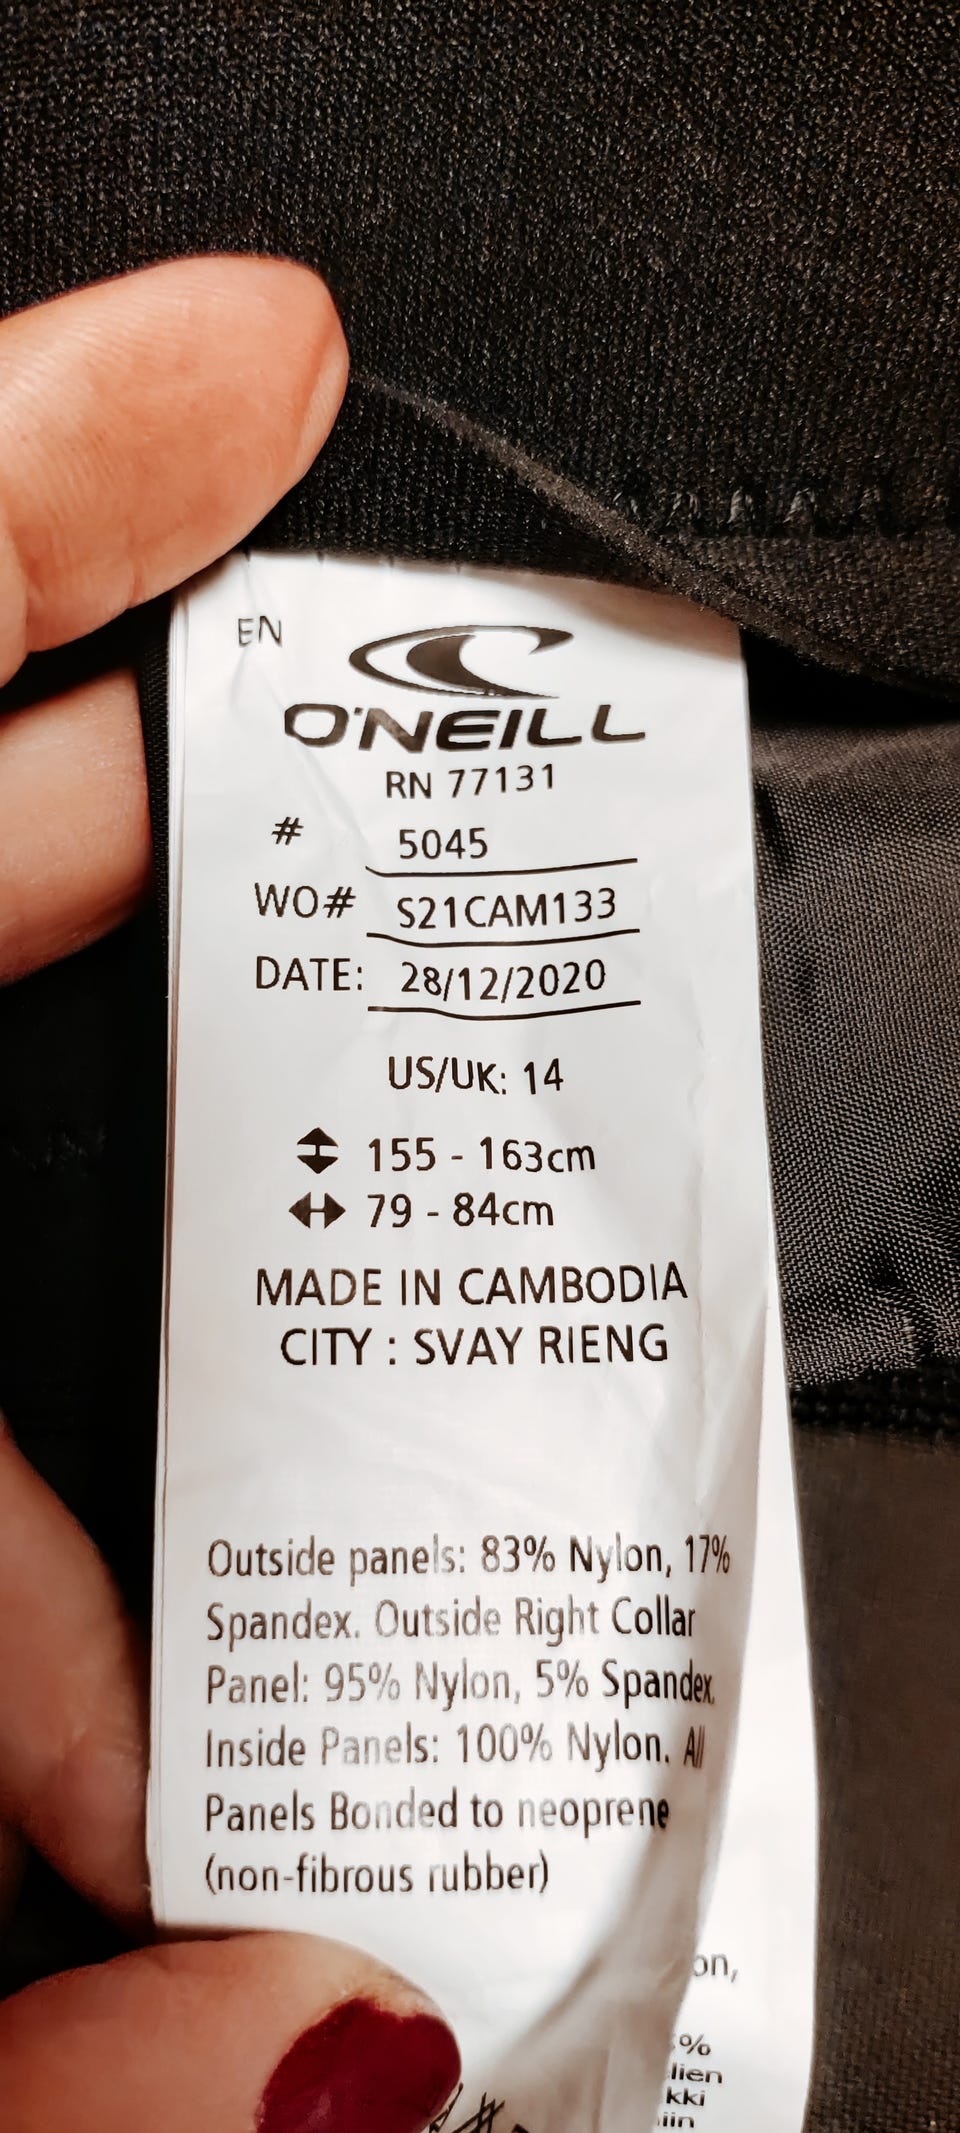 EN
O'NEILL
RN 77131
# 5045
WO# S21CAM133
DATE: 28/12/2020
US/UK: 14
155 - 163cm
79 - 84cm
MADE IN CAMBODIA
CITY : SVAY RIENG
Outside panels: 83% Nylon, 17%
Spandex. Outside Right Collar
Panel: 95% Nylon, 5% Spandex.
Inside Panels: 100% Nylon. All
Panels Bonded to neoprene
(non-fibrous rubber)